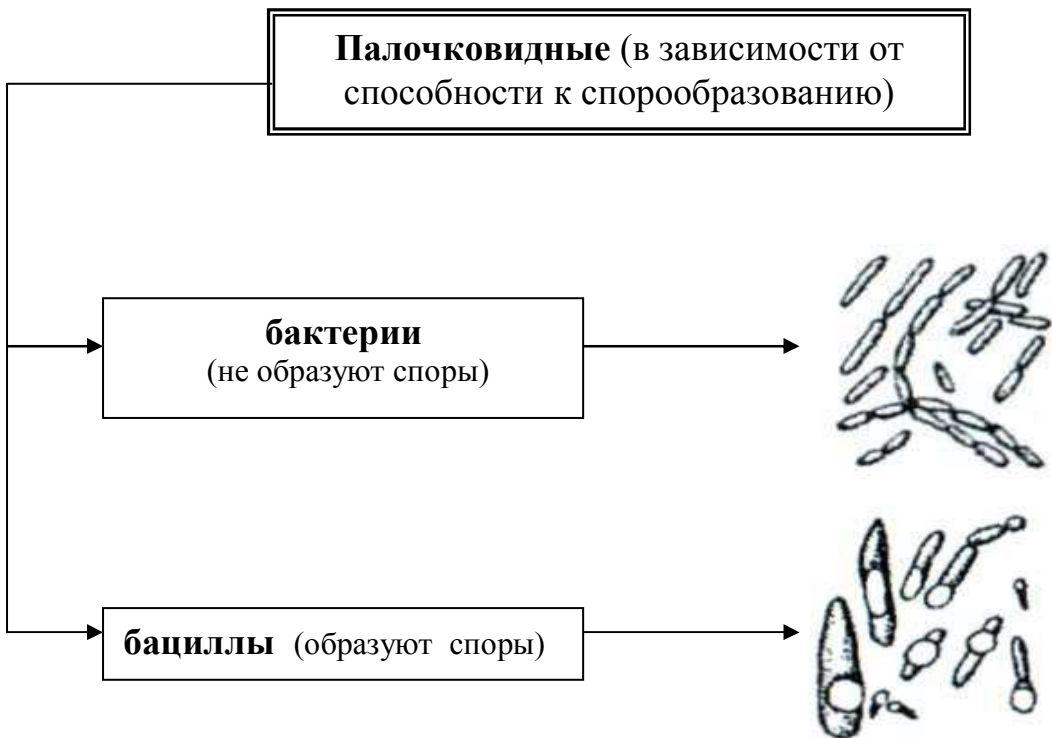 Палочковидные (в зависимости от
способности к спорообразованию)
бактерии
(не образуют споры)
бациллы (образуют споры)